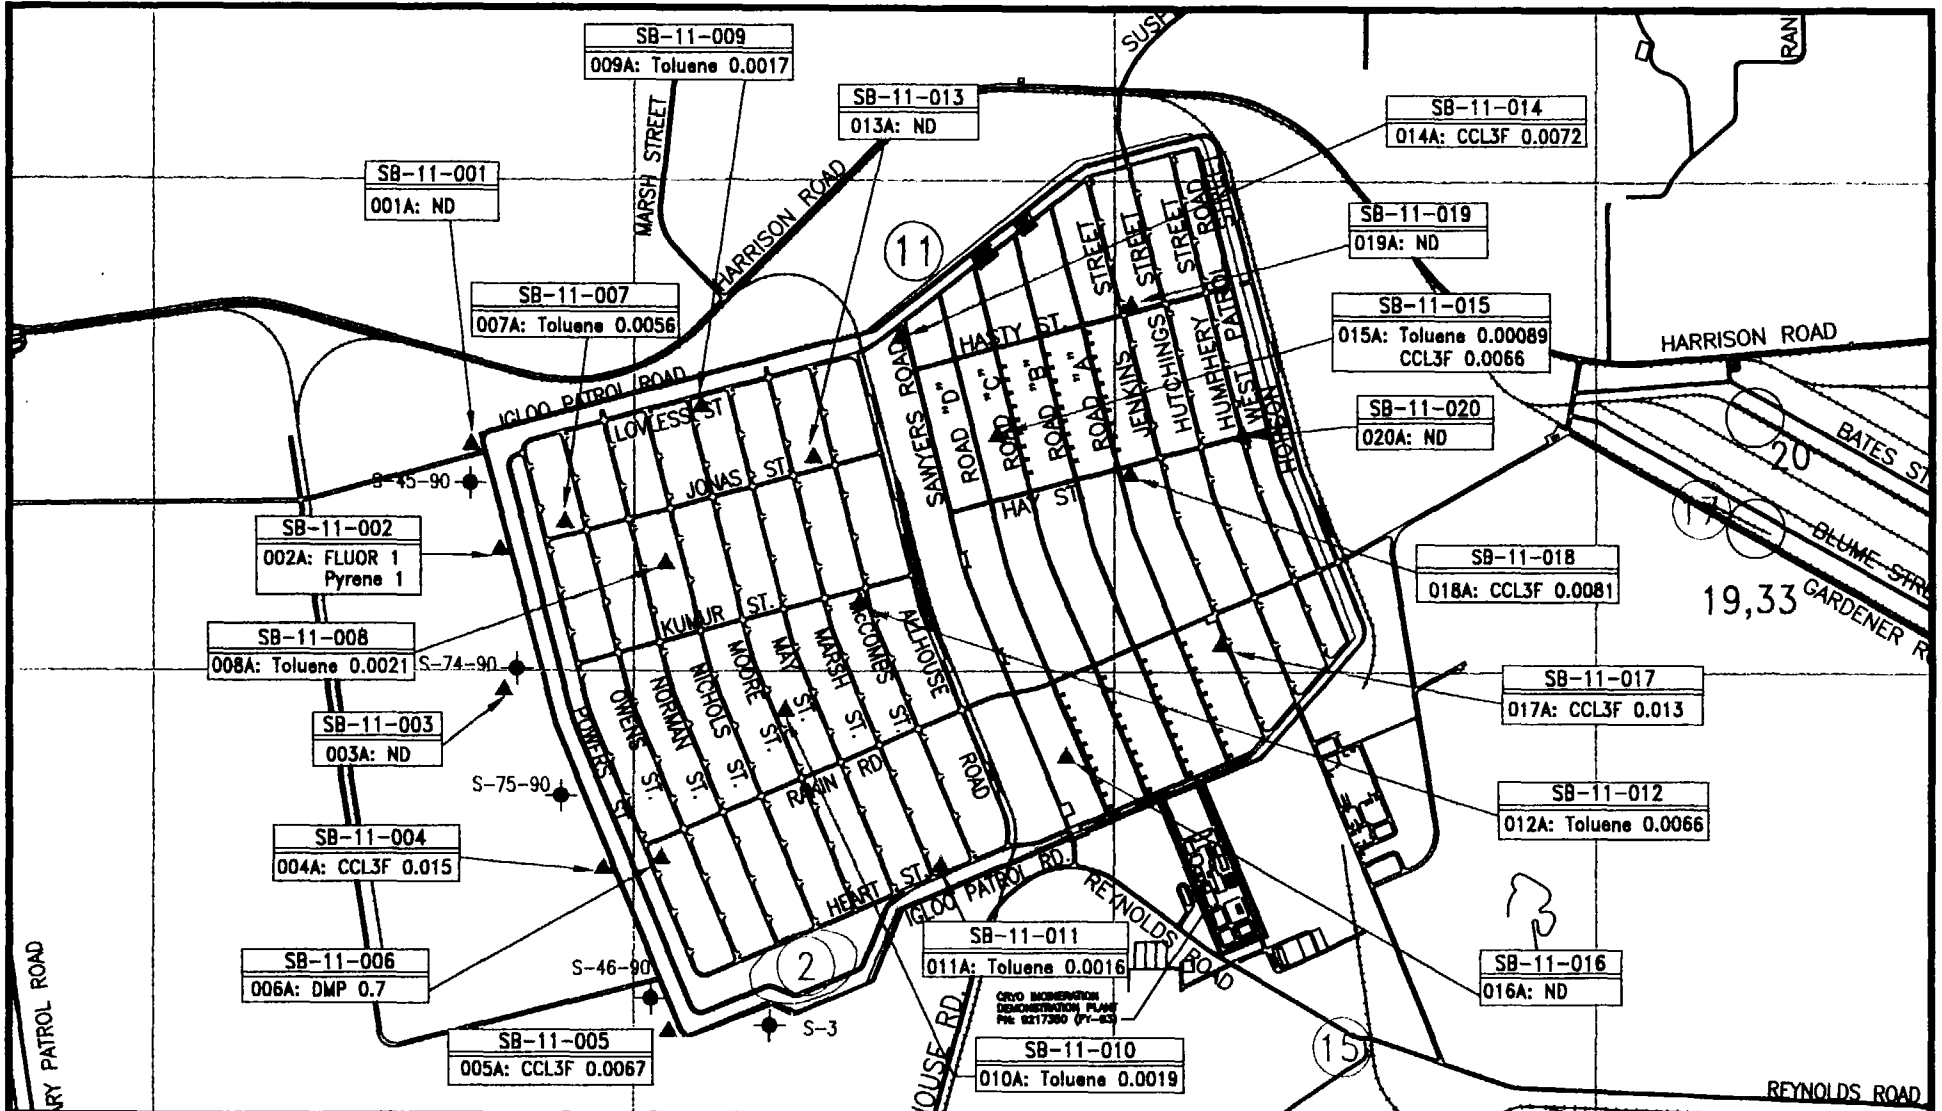 SB-11-009
009A: Toluene 0.0017
SB-11-013
013A: ND
SB-11-014
014A: CCL3F 0.0072
SB-11-001
001A: ND
MARSH STREET
HARRISON ROAD
11
SB-11-019
019A: ND
SB-11-007
007A: Toluene 0.0056
SB-11-015
015A: Toluene 0.00089
CCL3F 0.0066
HARRISON ROAD
SB-11-020
020A: ND
IGLOO PATROL ROAD
LOVLESS ST
JONAS ST.
HASTY ST.
HAY ST
SAWYERS ROAD
ROAD "D"
ROAD "C"
ROAD "B"
ROAD "A"
JENKINS STREET
HUTCHINGS STREET
HUMPHERY STREET
WEST PATROL ROAD
20
BATES ST
17
BLUME STRE
19,33
GARDENER R
S-45-90
SB-11-002
002A: FLUOR 1
Pyrene 1
SB-11-018
018A: CCL3F 0.0081
SB-11-008
008A: Toluene 0.0021
S-74-90
KUMUR ST.
SB-11-003
003A: ND
SB-11-017
017A: CCL3F 0.013
POWERS ST
OWENS ST.
NORMAN ST.
NICHOLS ST.
MOORE ST.
MAY ST.
MARSH ST.
McCOMBS ST.
ALLHOUSE ROAD
RAKIN RD
S-75-90
SB-11-004
004A: CCL3F 0.015
SB-11-012
012A: Toluene 0.0066
HEART ST.
IGLOO PATROL RD.
REYNOLDS ROAD
SB-11-006
006A: DMP 0.7
S-46-90
2
SB-11-011
011A: Toluene 0.0016
SB-11-016
016A: ND
CRYO INCINERATION
DEMONSTRATION PLANT
S-3
SB-11-005
005A: CCL3F 0.0067
SB-11-010
010A: Toluene 0.0019
15
HOUSE RD.
RY PATROL ROAD
REYNOLDS ROAD
SUSP
RAN